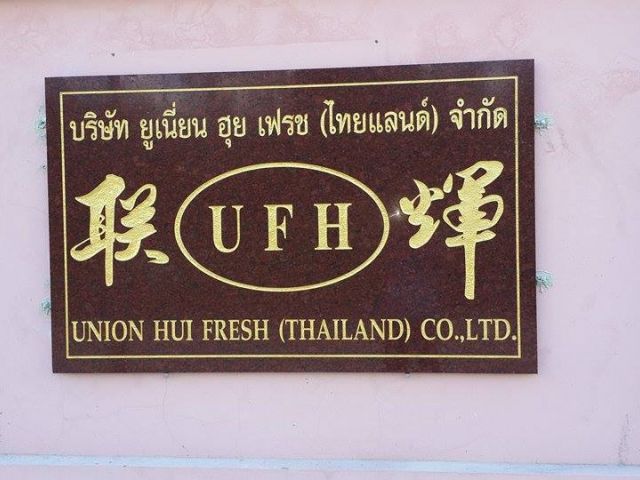 บริษัท ยูเนี่ยน ฮุย เฟรช (ไทยแลนด์) จำกัด
联 UFH 輝
UNION HUI FRESH (THAILAND) CO.,LTD.